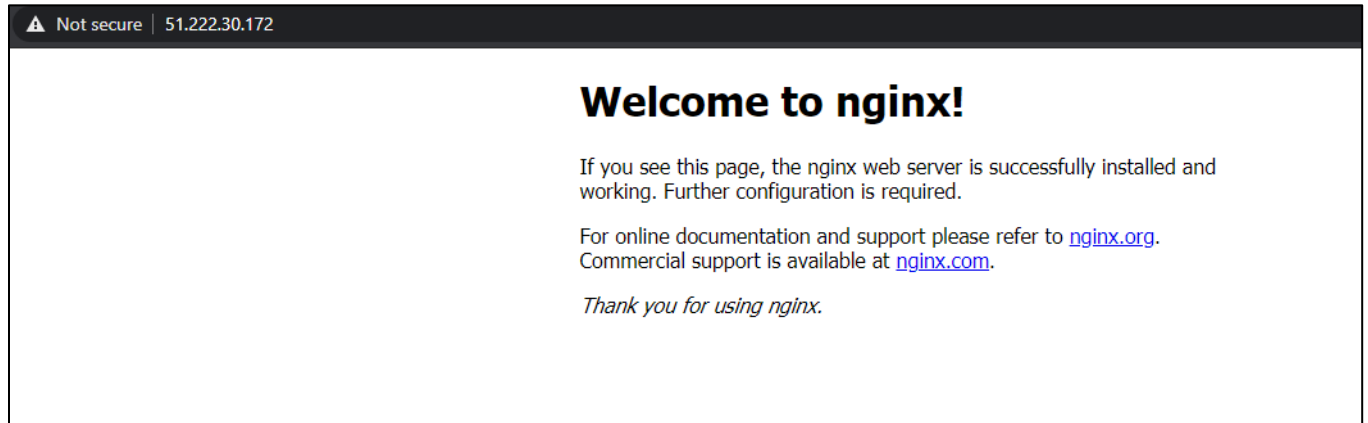 Not secure 51.222.30.172
Welcome to nginx!
If you see this page, the nginx web server is successfully installed and
working. Further configuration is required.
For online documentation and support please refer to nginx.org.
Commercial support is available at nginx.com.
Thank you for using nginx.